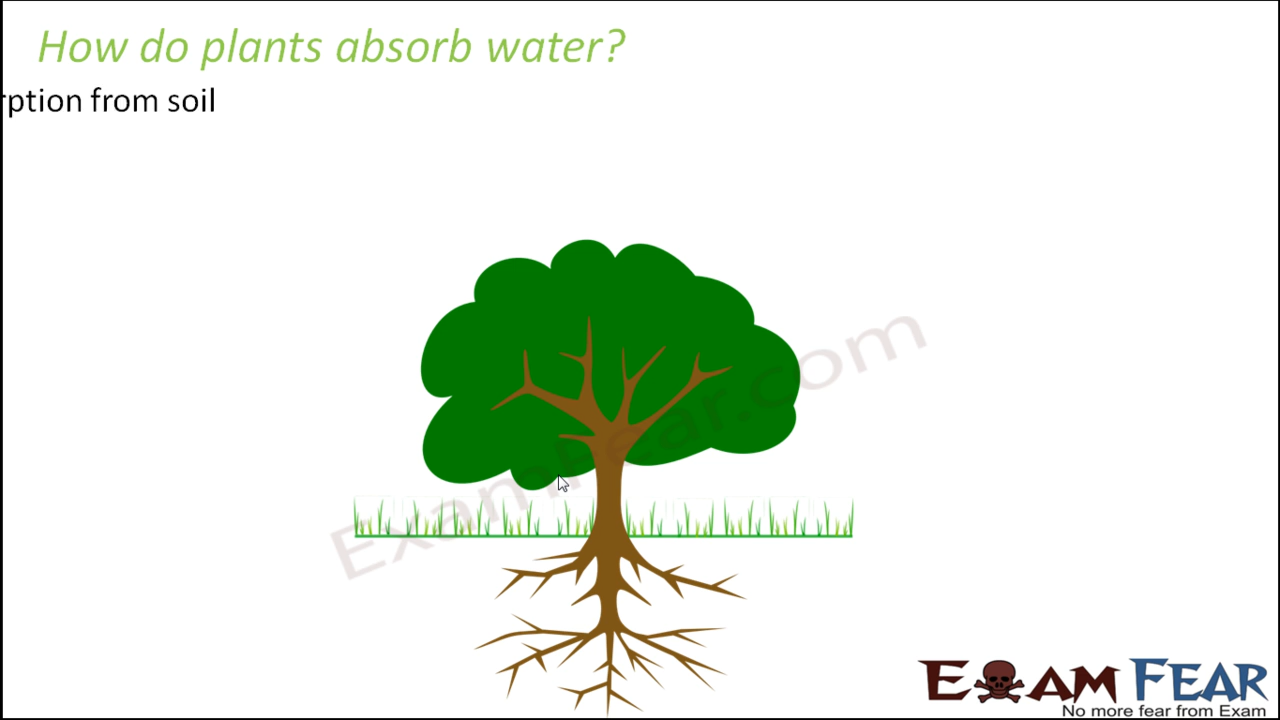 How do plants absorb water?
rption from soil
ExamFear.com
EXAM FEAR
No more fear from Exam